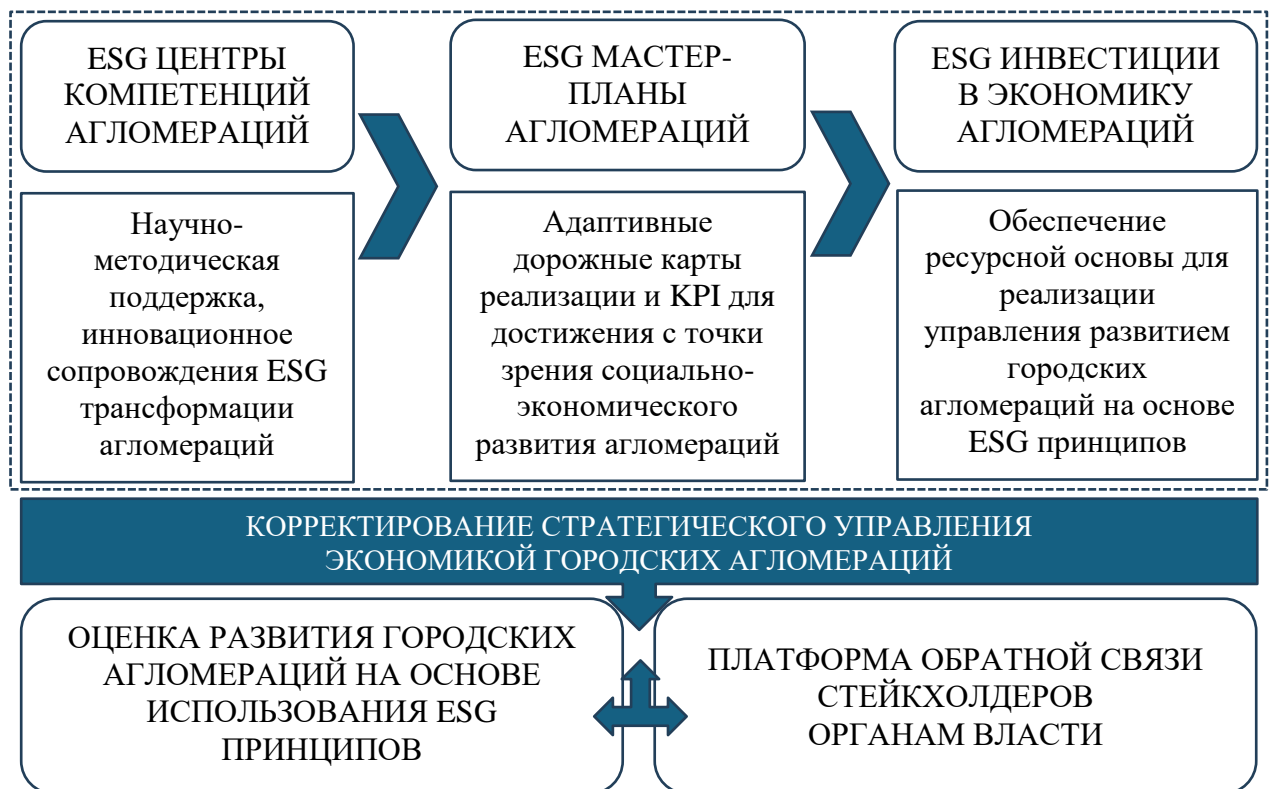 ESG ЦЕНТРЫ
КОМПЕТЕНЦИЙ
АГЛОМЕРАЦИЙ
ESG МАСТЕР-
ПЛАНЫ
АГЛОМЕРАЦИЙ
ESG ИНВЕСТИЦИИ
В ЭКОНОМИКУ
АГЛОМЕРАЦИЙ
Научно-
методическая
поддержка,
инновационное
сопровождения ESG
трансформации
агломераций
Адаптивные
дорожные карты
реализации и KPI для
достижения с точки
зрения социально-
экономического
развития агломераций
Обеспечение
ресурсной основы для
реализации
управления развитием
городских
агломераций на основе
ESG принципов
КОРРЕКТИРОВАНИЕ СТРАТЕГИЧЕСКОГО УПРАВЛЕНИЯ
ЭКОНОМИКОЙ ГОРОДСКИХ АГЛОМЕРАЦИЙ
ОЦЕНКА РАЗВИТИЯ ГОРОДСКИХ
АГЛОМЕРАЦИЙ НА ОСНОВЕ
ИСПОЛЬЗОВАНИЯ ESG
ПРИНЦИПОВ
ПЛАТФОРМА ОБРАТНОЙ СВЯЗИ
СТЕЙКХОЛДЕРОВ
ОРГАНАМ ВЛАСТИ